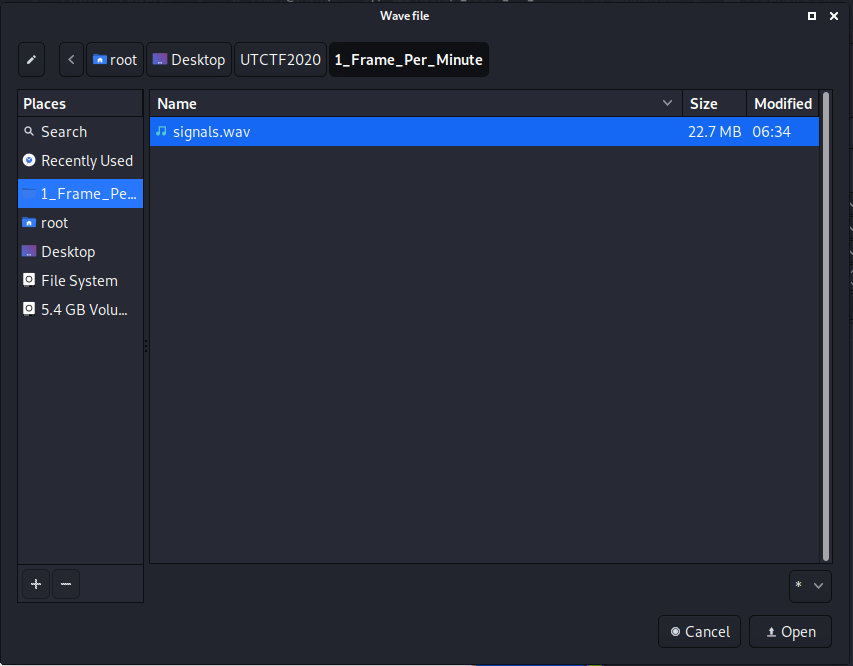 Wave file
root
Desktop
UTCTF2020
1_Frame_Per_Minute
Places
Name
Size
Modified
Search
signals.wav
22.7 MB
06:34
Recently Used
1_Frame_Pe...
root
Desktop
File System
5.4 GB Volu...
*
Cancel
Open